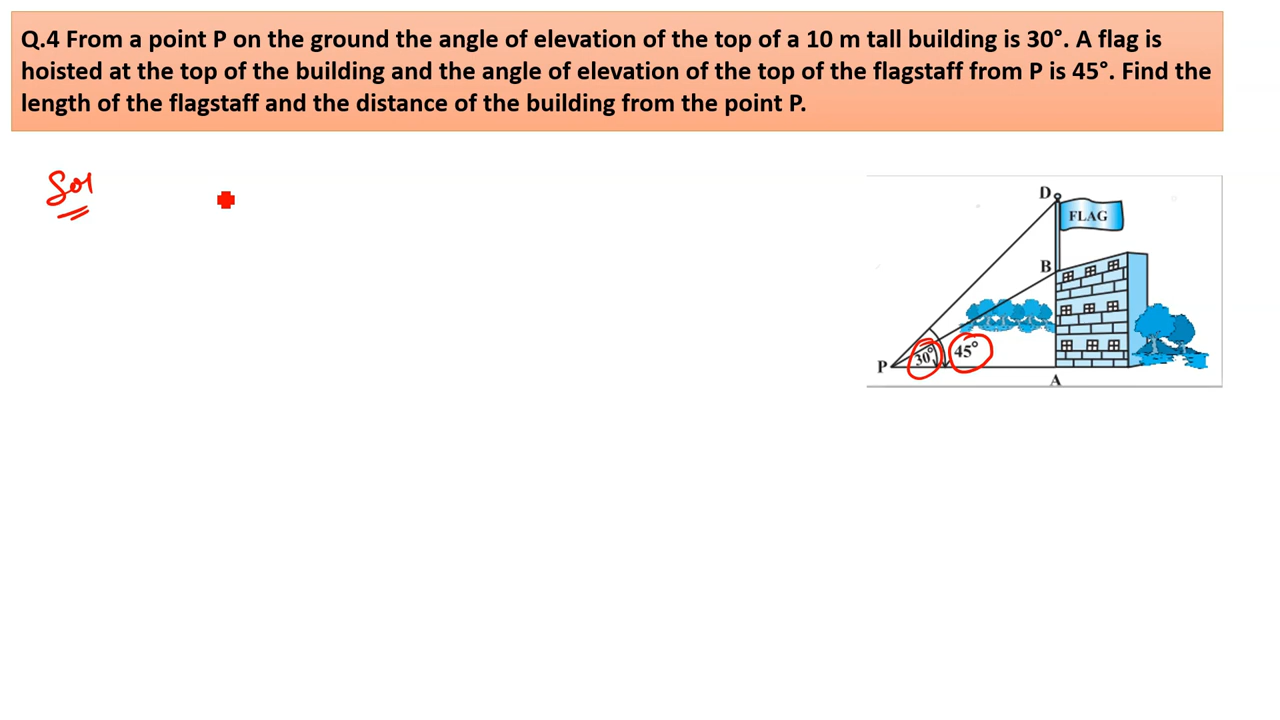 Q.4 From a point P on the ground the angle of elevation of the top of a 10 m tall building is 30°. A flag is
hoisted at the top of the building and the angle of elevation of the top of the flagstaff from P is 45°. Find the
length of the flagstaff and the distance of the building from the point P.
Sol
D
FLAG
B
30°
45°
P
A